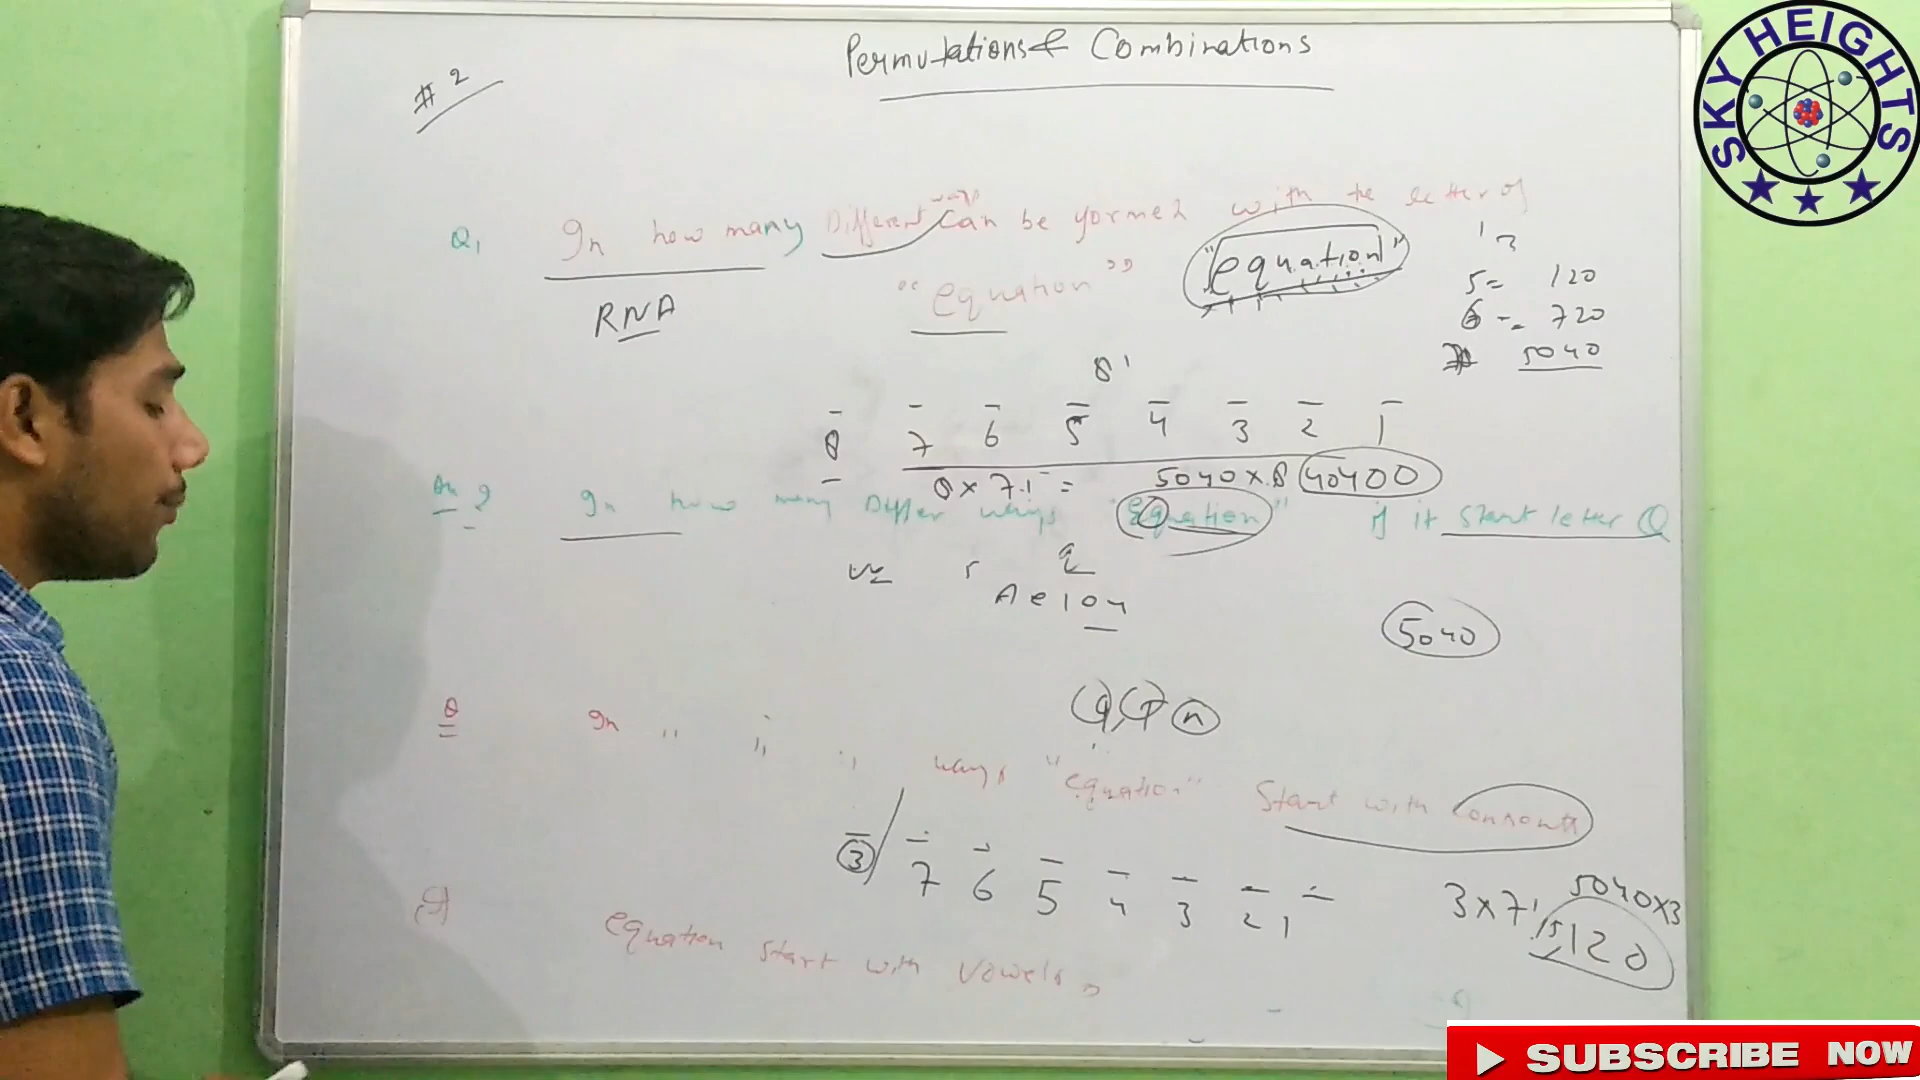 Permutations & Combinations
# 2
SKY HEIGHTS
Q1 In how many Different ways Can be formed with the letter of
"equation" "equation"
RNA
5 = 120
6 = 720
5040
8!
8 7 6 5 4 3 2 1
8 × 7! = 5040 × 8 40400
2 In how many Differ ways "Equation" if it start letter Q
q
A e i o u
5040
q, t n
Q In " " " ways "equation" Start with
3 / 7 6 5 4 3 2 1
3 × 7! 5040×3
15120
equation start with vowels
SUBSCRIBE NOW